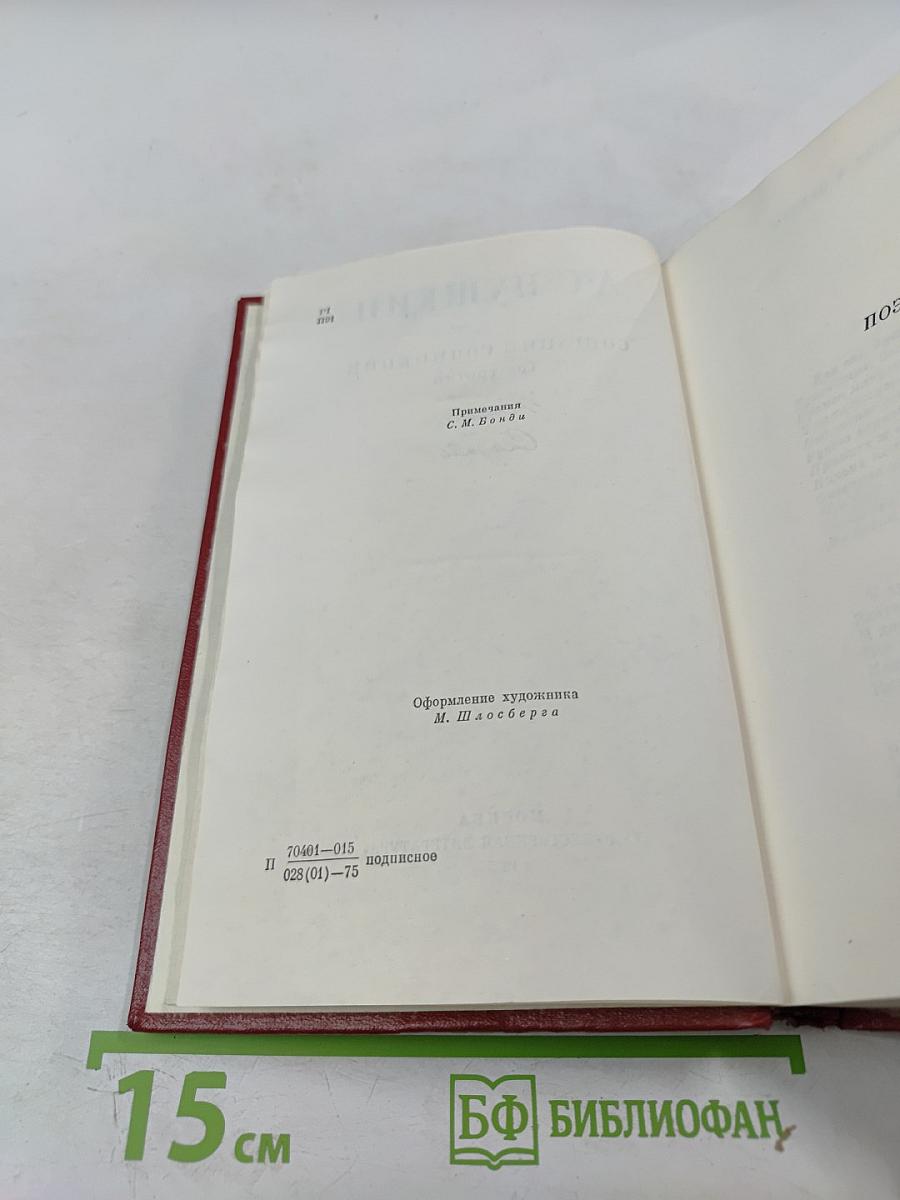 Р1
П91
Примечания
С. М. Бонди
Оформление художника
М. Шлосберга
П 70401—015
028(01)—75 подписное
ПОЭ
15 см
БФ БИБЛИОФАН